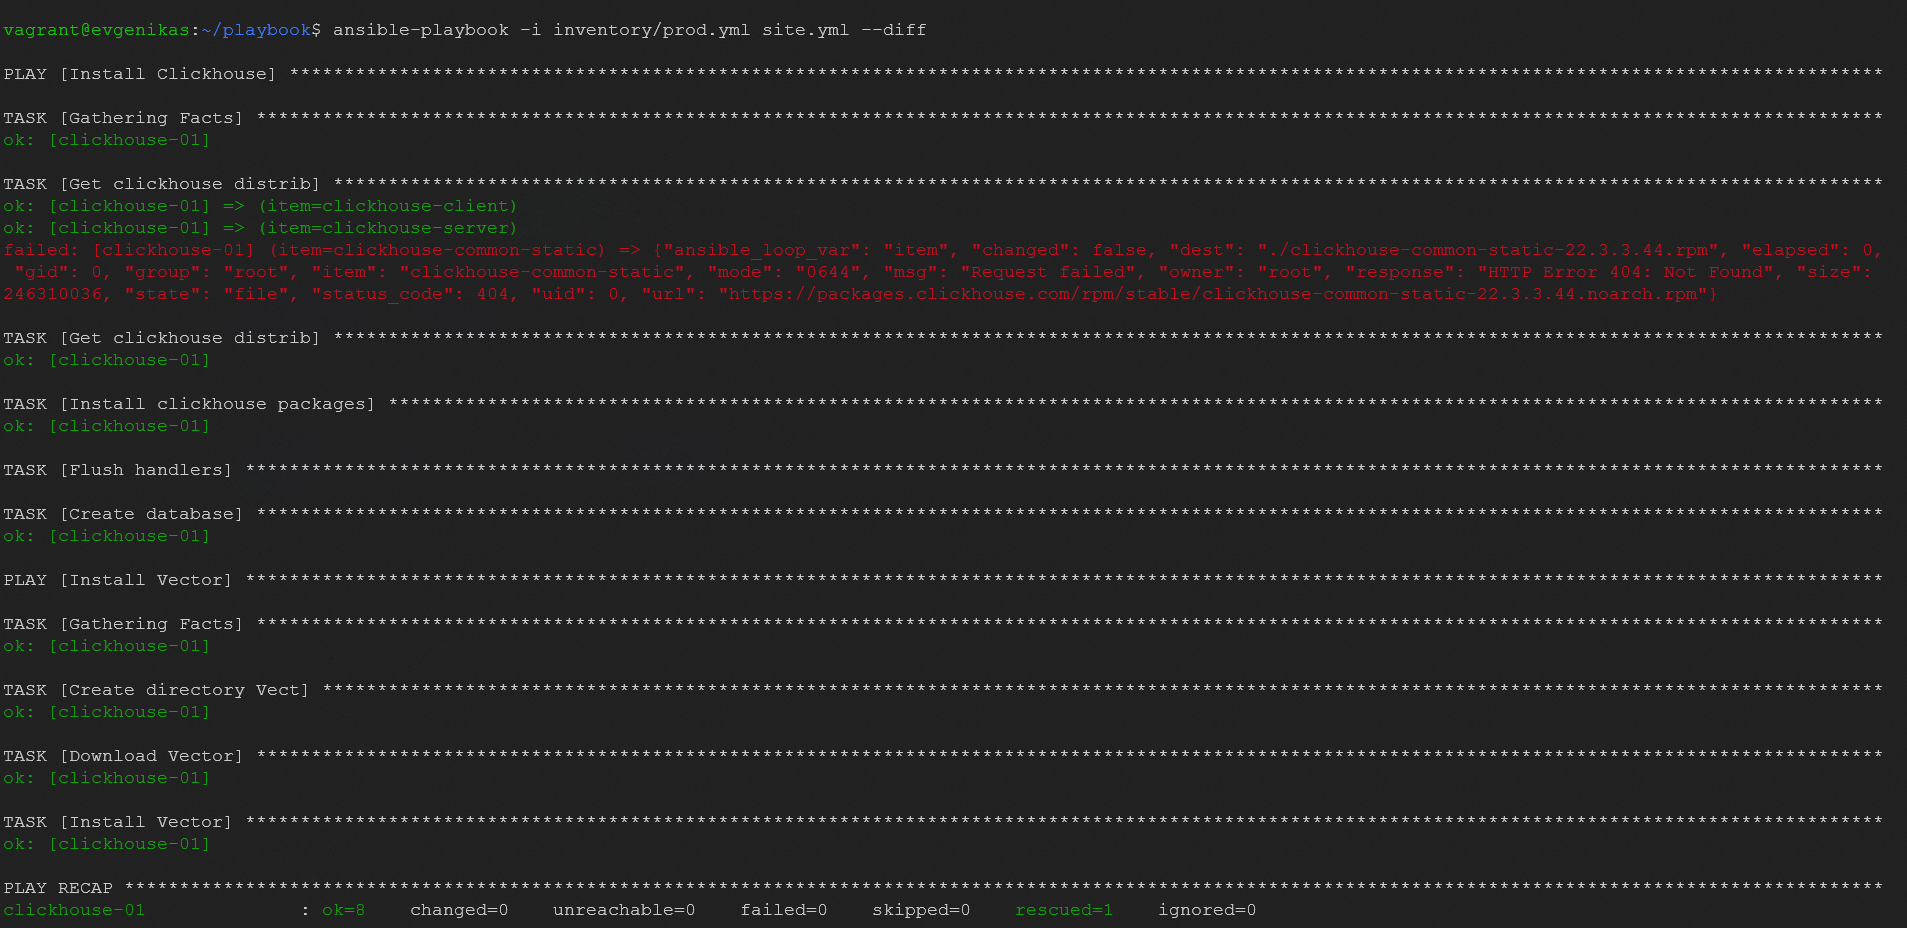 vagrant@evgenikas:~/playbook$ ansible-playbook -i inventory/prod.yml site.yml --diff
PLAY [Install Clickhouse] *************************************************************************************************************************************************
TASK [Gathering Facts] ****************************************************************************************************************************************************
ok: [clickhouse-01]
TASK [Get clickhouse distrib] *********************************************************************************************************************************************
ok: [clickhouse-01] => (item=clickhouse-client)
ok: [clickhouse-01] => (item=clickhouse-server)
failed: [clickhouse-01] (item=clickhouse-common-static) => {"ansible_loop_var": "item", "changed": false, "dest": "./clickhouse-common-static-22.3.3.44.rpm", "elapsed": 0,
"gid": 0, "group": "root", "item": "clickhouse-common-static", "mode": "0644", "msg": "Request failed", "owner": "root", "response": "HTTP Error 404: Not Found", "size":
246310036, "state": "file", "status_code": 404, "uid": 0, "url": "https://packages.clickhouse.com/rpm/stable/clickhouse-common-static-22.3.3.44.noarch.rpm"}
TASK [Get clickhouse distrib] *********************************************************************************************************************************************
ok: [clickhouse-01]
TASK [Install clickhouse packages] ****************************************************************************************************************************************
ok: [clickhouse-01]
TASK [Flush handlers] *****************************************************************************************************************************************************
TASK [Create database] ****************************************************************************************************************************************************
ok: [clickhouse-01]
PLAY [Install Vector] *****************************************************************************************************************************************************
TASK [Gathering Facts] ****************************************************************************************************************************************************
ok: [clickhouse-01]
TASK [Create directory Vect] **********************************************************************************************************************************************
ok: [clickhouse-01]
TASK [Download Vector] ****************************************************************************************************************************************************
ok: [clickhouse-01]
TASK [Install Vector] *****************************************************************************************************************************************************
ok: [clickhouse-01]
PLAY RECAP ****************************************************************************************************************************************************************
clickhouse-01              : ok=8    changed=0    unreachable=0    failed=0    skipped=0    rescued=1    ignored=0